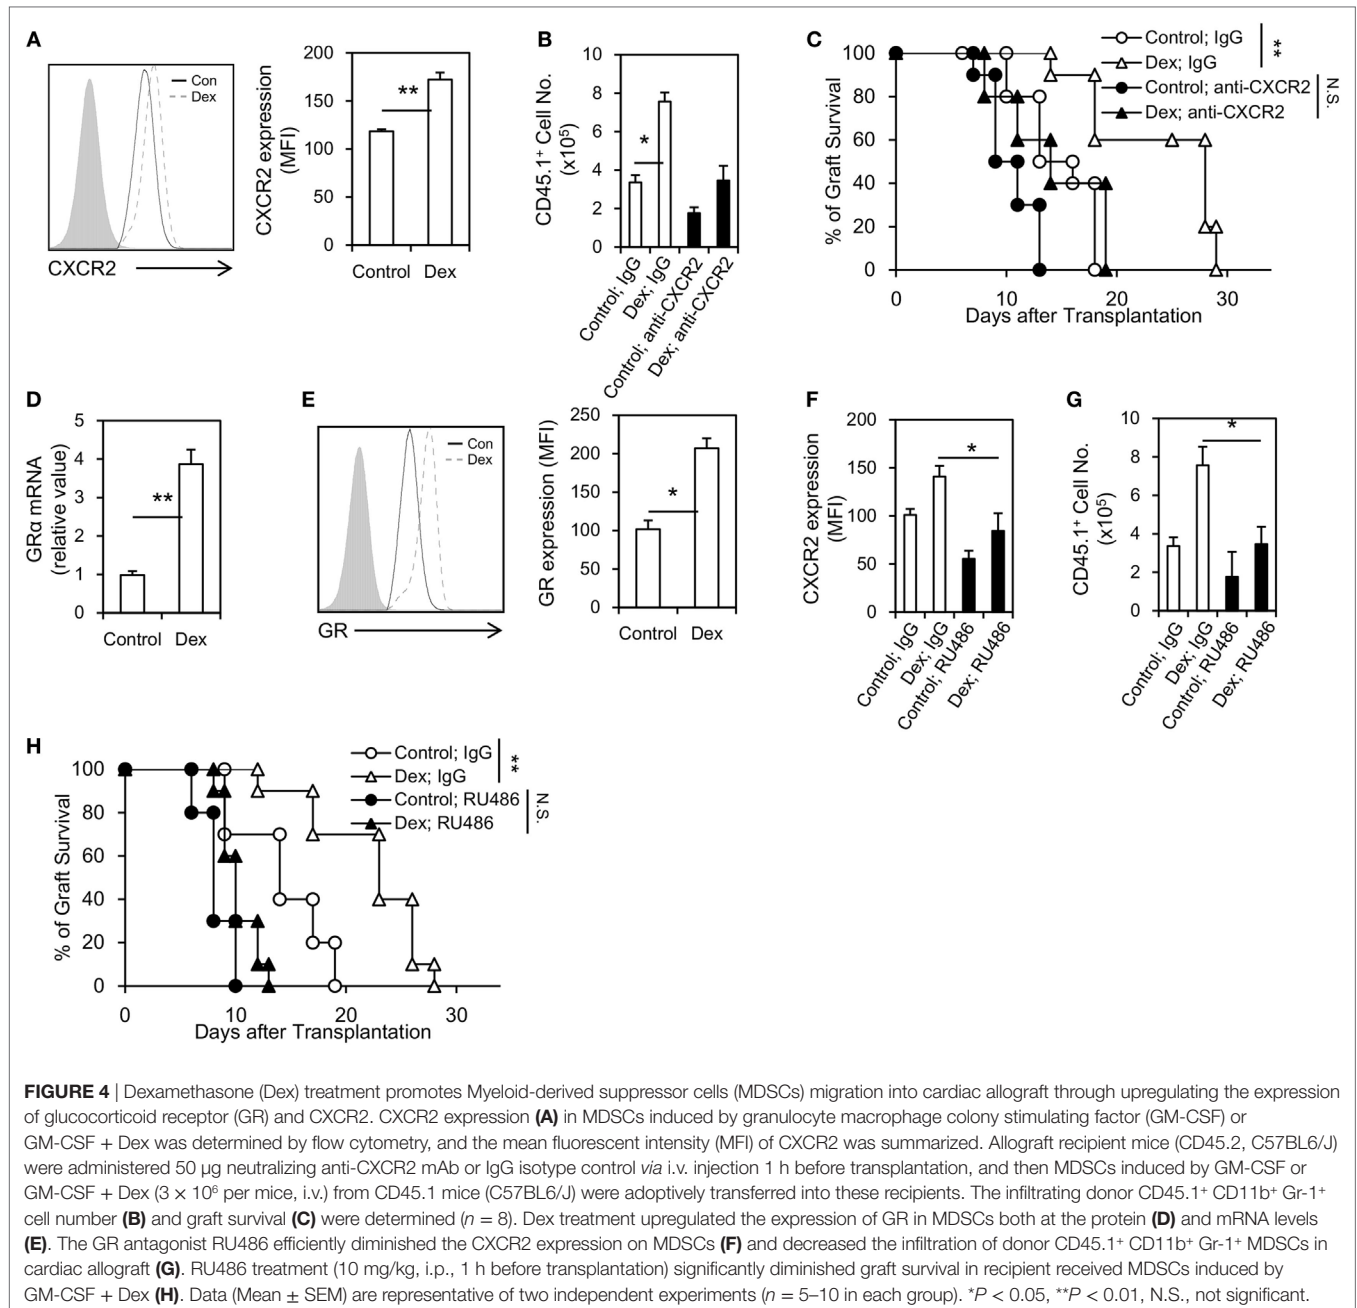 A
Con
Dex
CXCR2
CXCR2 expression
(MFI)
200
150
100
50
0
**
Control Dex
B
CD45.1+ Cell No.
(x10⁵)
10
8
6
4
2
0
*
Control; IgG
Dex; IgG
Control; anti-CXCR2
Dex; anti-CXCR2
C
% of Graft Survival
100
80
60
40
20
0
0 10 20 30
Days after Transplantation
Control; IgG
Dex; IgG
Control; anti-CXCR2
Dex; anti-CXCR2
**
N.S.
D
GRα mRNA
(relative value)
5
4
3
2
1
0
**
Control Dex
E
Con
Dex
GR
GR expression (MFI)
250
200
150
100
50
0
*
Control Dex
F
CXCR2 expression
(MFI)
200
150
100
50
0
*
Control; IgG
Dex; IgG
Control; RU486
Dex; RU486
G
CD45.1+ Cell No.
(x10⁵)
10
8
6
4
2
0
*
Control; IgG
Dex; IgG
Control; RU486
Dex; RU486
H
% of Graft Survival
100
80
60
40
20
0
0 10 20 30
Days after Transplantation
Control; IgG
Dex; IgG
Control; RU486
Dex; RU486
**
N.S.
FIGURE 4 | Dexamethasone (Dex) treatment promotes Myeloid-derived suppressor cells (MDSCs) migration into cardiac allograft through upregulating the expression
of glucocorticoid receptor (GR) and CXCR2. CXCR2 expression (A) in MDSCs induced by granulocyte macrophage colony stimulating factor (GM-CSF) or
GM-CSF + Dex was determined by flow cytometry, and the mean fluorescent intensity (MFI) of CXCR2 was summarized. Allograft recipient mice (CD45.2, C57BL6/J)
were administered 50 µg neutralizing anti-CXCR2 mAb or IgG isotype control via i.v. injection 1 h before transplantation, and then MDSCs induced by GM-CSF or
GM-CSF + Dex (3 × 10⁶ per mice, i.v.) from CD45.1 mice (C57BL6/J) were adoptively transferred into these recipients. The infiltrating donor CD45.1⁺ CD11b⁺ Gr-1⁺
cell number (B) and graft survival (C) were determined (n = 8). Dex treatment upregulated the expression of GR in MDSCs both at the protein (D) and mRNA levels
(E). The GR antagonist RU486 efficiently diminished the CXCR2 expression on MDSCs (F) and decreased the infiltration of donor CD45.1⁺ CD11b⁺ Gr-1⁺ MDSCs in
cardiac allograft (G). RU486 treatment (10 mg/kg, i.p., 1 h before transplantation) significantly diminished graft survival in recipient received MDSCs induced by
GM-CSF + Dex (H). Data (Mean ± SEM) are representative of two independent experiments (n = 5–10 in each group). *P < 0.05, **P < 0.01, N.S., not significant.